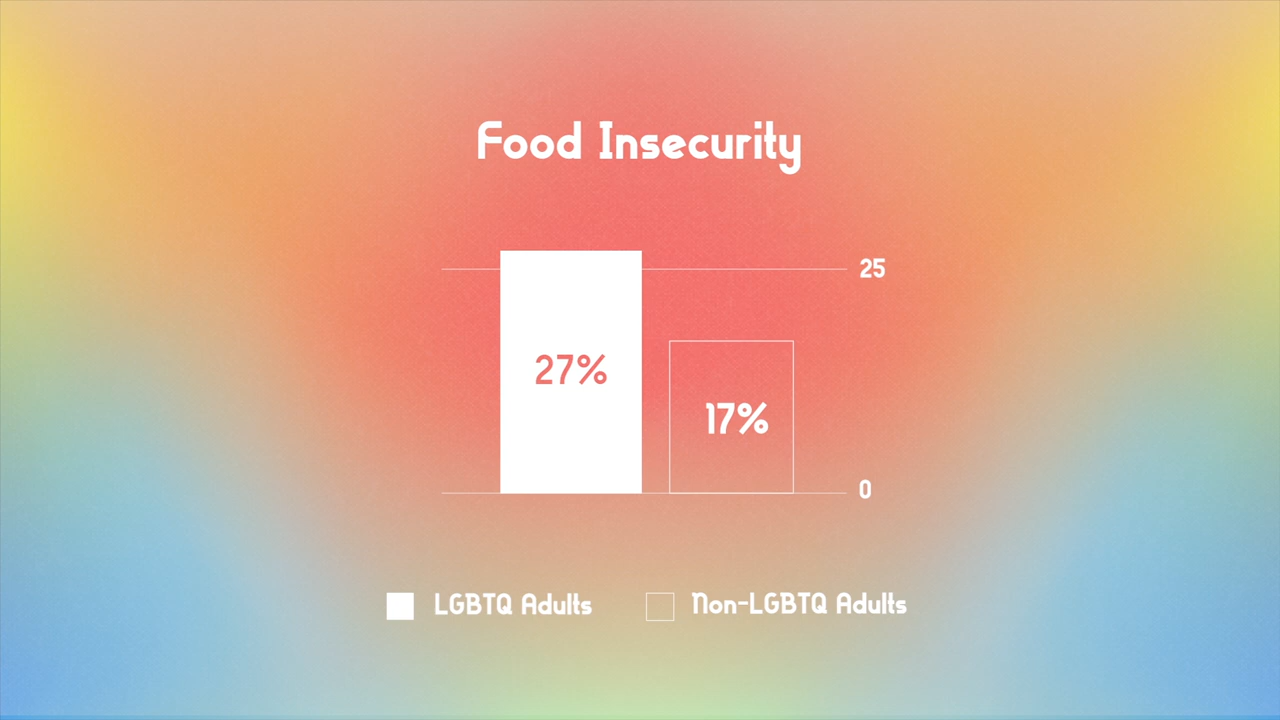 Food Insecurity
25
27%
17%
0
LGBTQ Adults
Non-LGBTQ Adults